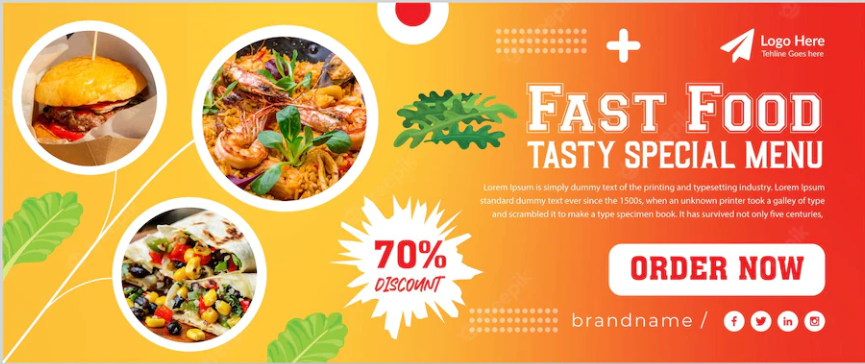 Logo Here
Tehline Goes here
FAST FOOD
TASTY SPECIAL MENU
Lorem Ipsum is simply dummy text of the printing and typesetting industry. Lorem Ipsum
standard dummy text ever since the 1500s, when an unknown printer took a galley of type
and scrambled it to make a type specimen book. It has survived not only five centuries,
70%
DISCOUNT
ORDER NOW
brandname /